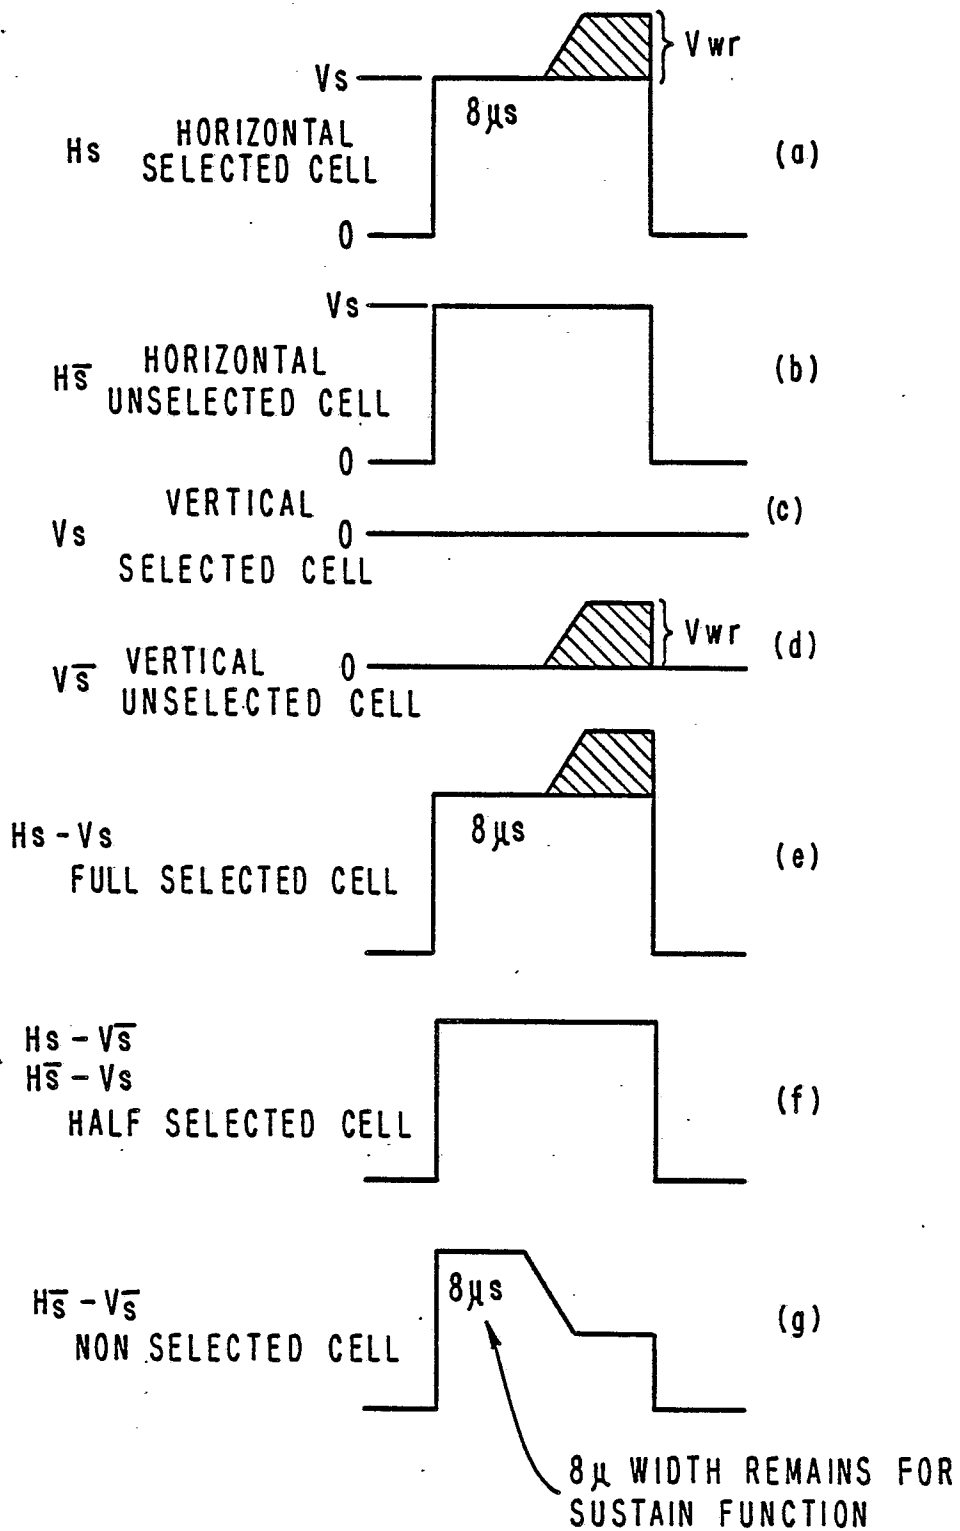 Vwr
Vs
8µs
Hs HORIZONTAL
SELECTED CELL
(a)
0
Vs
Hs̅ HORIZONTAL
UNSELECTED CELL
(b)
0
VERTICAL
(c)
Vs 0
SELECTED CELL
Vwr
(d)
Vs̅ VERTICAL 0
UNSELECTED CELL
8µs
Hs - Vs
FULL SELECTED CELL
(e)
Hs - Vs̅
Hs̅ - Vs
HALF SELECTED CELL
(f)
8µs
Hs̅ - Vs̅
NON SELECTED CELL
(g)
8µ WIDTH REMAINS FOR
SUSTAIN FUNCTION